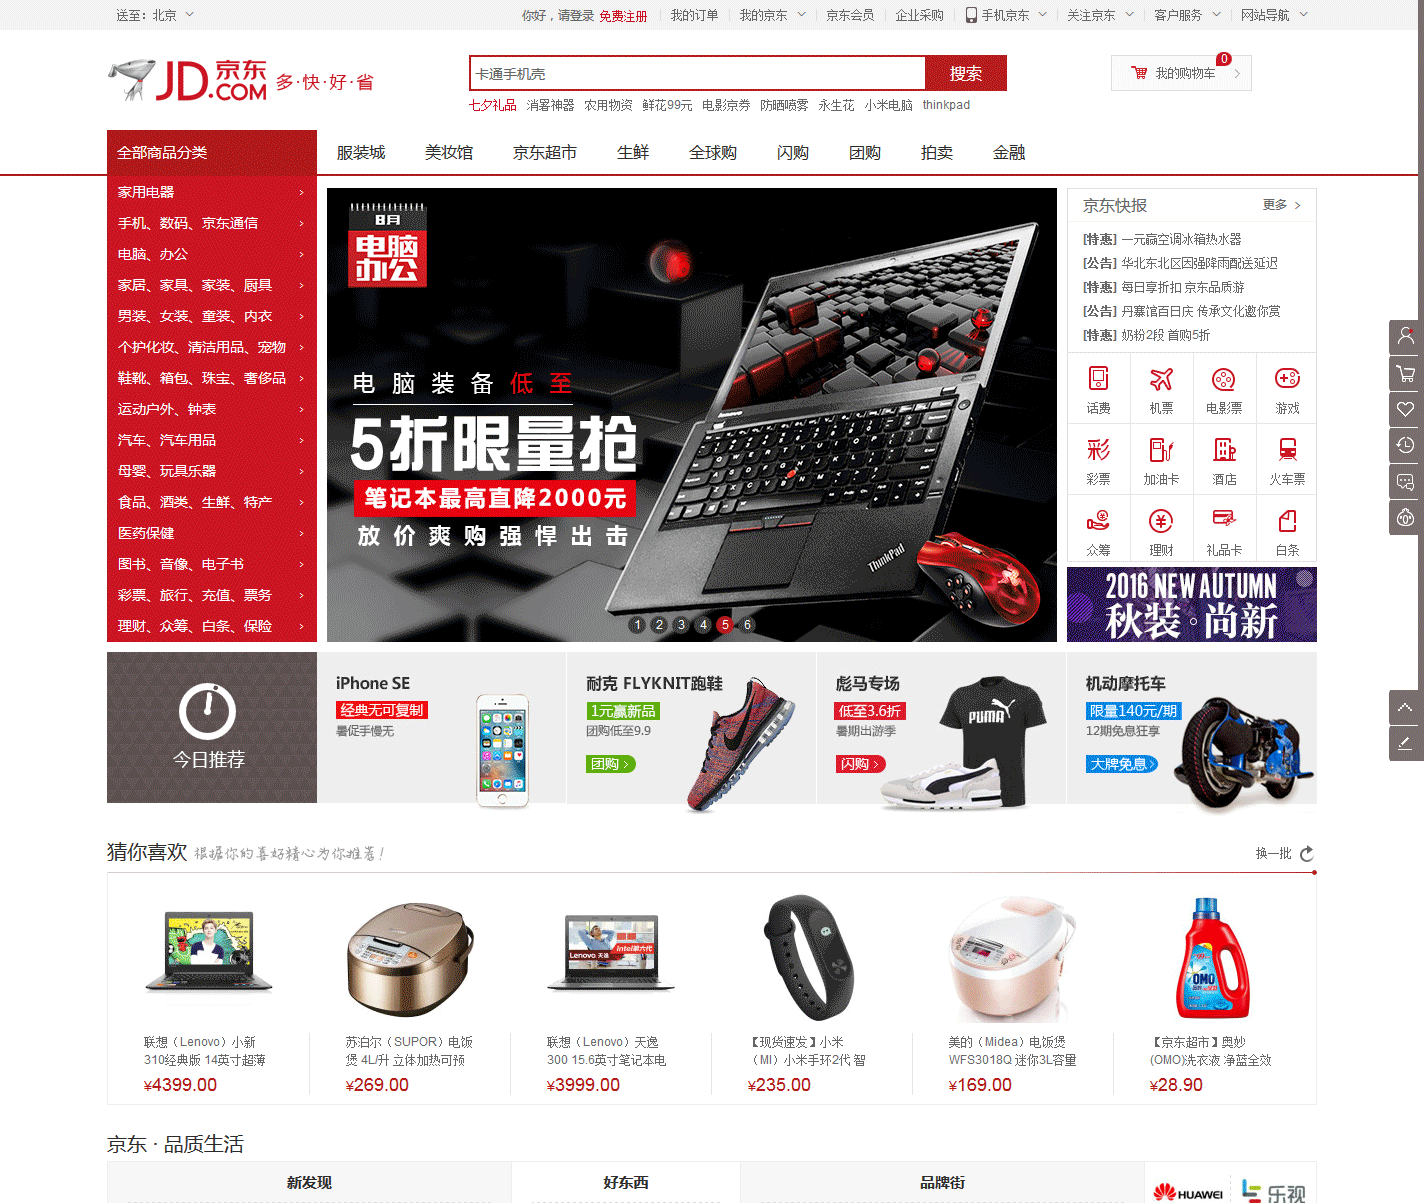 送至：北京
你好，请登录 免费注册
我的订单
我的京东
京东会员
企业采购
手机京东
关注京东
客户服务
网站导航
JD京东.COM 多·快·好·省
卡通手机壳
搜索
我的购物车
0
七夕礼品 消署神器 农用物资 鲜花99元 电影京券 防晒喷雾 永生花 小米电脑 thinkpad
全部商品分类
服装城 美妆馆 京东超市 生鲜 全球购 闪购 团购 拍卖 金融
家用电器
手机、数码、京东通信
电脑、办公
家居、家具、家装、厨具
男装、女装、童装、内衣
个护化妆、清洁用品、宠物
鞋靴、箱包、珠宝、奢侈品
运动户外、钟表
汽车、汽车用品
母婴、玩具乐器
食品、酒类、生鲜、特产
医药保健
图书、音像、电子书
彩票、旅行、充值、票务
理财、众筹、白条、保险
8月
电脑
办公
电脑装备低至
5折限量抢
笔记本最高直降2000元
放价爽购强悍出击
lenovo
ThinkPad
1 2 3 4 5 6
京东快报
更多 >
[特惠] 一元赢空调冰箱热水器
[公告] 华北东北区因强降雨配送延迟
[特惠] 每日享折扣 京东品质游
[公告] 丹寨馆百日庆 传承文化邀你赏
[特惠] 奶粉2段 首购5折
话费 机票 电影票 游戏
彩
彩票 加油卡 酒店 火车票
众筹 理财 礼品卡 白条
2016 NEW AUTUMN
秋装。尚新
今日推荐
iPhone SE
经典无可复制
暑促手慢无
耐克 FLYKNIT跑鞋
1元赢新品
团购低至9.9
团购 >
彪马专场
低至3.6折
暑期出游季
闪购 >
PUMA
机动摩托车
限量140元/期
12期免息狂享
大牌免息 >
猜你喜欢 根据你的喜好精心为你推荐！
换一批
Lenovo 天逸
intel第六代
OMO
联想（Lenovo）小新
310经典版 14英寸超薄
¥4399.00
苏泊尔（SUPOR）电饭
煲 4L/升 立体加热可预
¥269.00
联想（Lenovo）天逸
300 15.6英寸笔记本电
¥3999.00
【现货速发】小米
（MI）小米手环2代 智
¥235.00
美的（Midea）电饭煲
WFS3018Q 迷你3L容量
¥169.00
【京东超市】奥妙
(OMO)洗衣液 净蓝全效
¥28.90
京东 · 品质生活
新发现
好东西
品牌街
HUAWEI
乐视